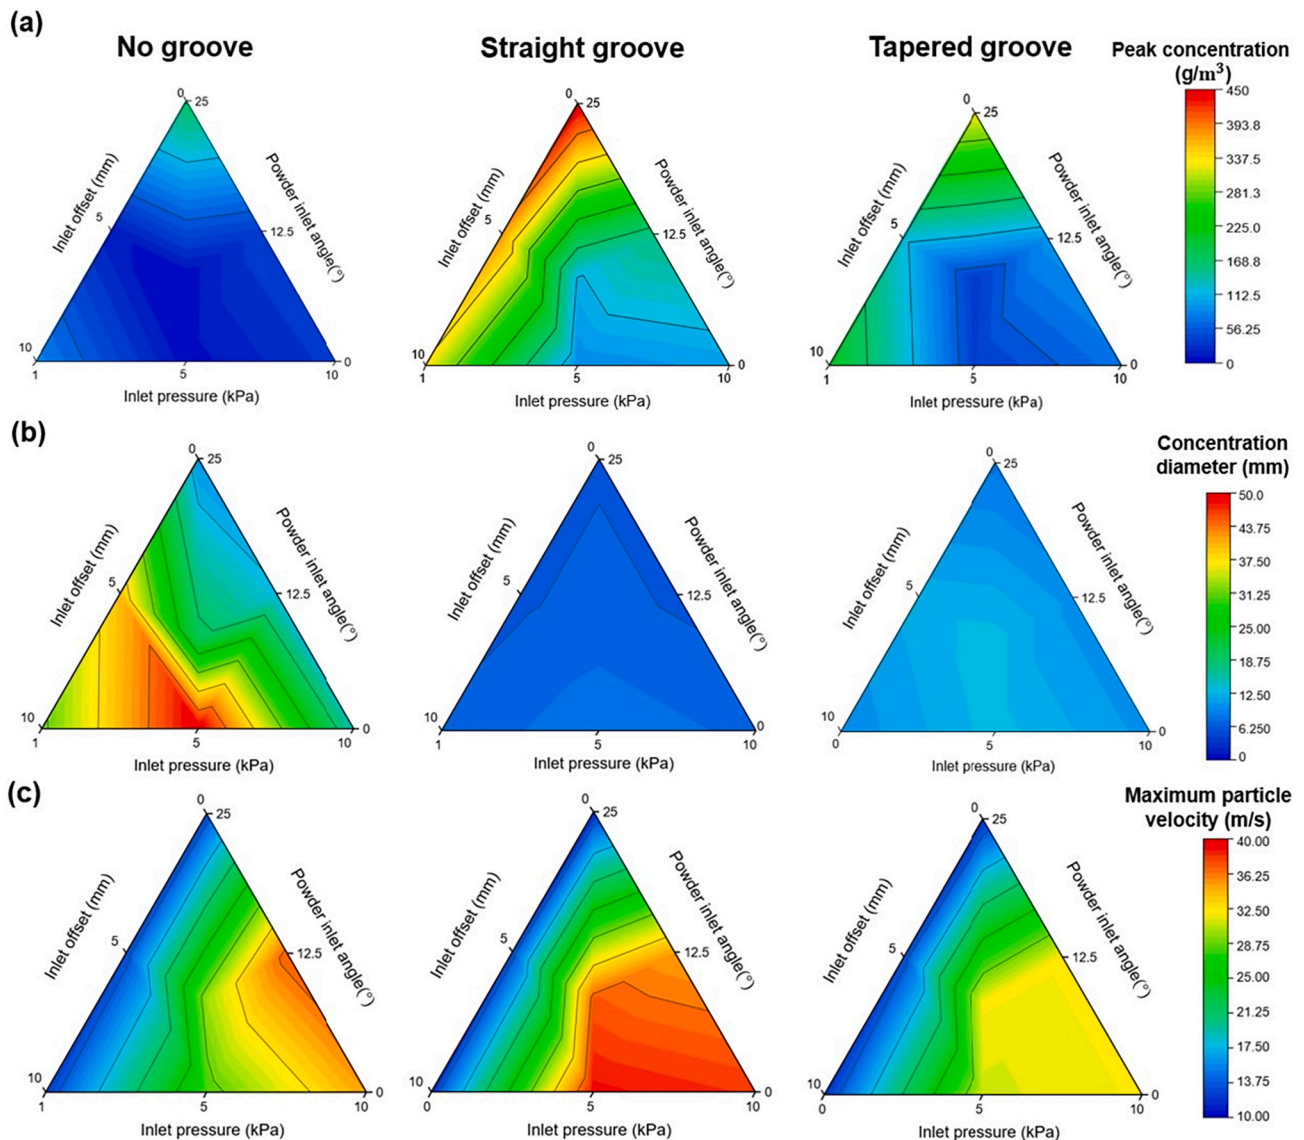 (a)
No groove
Straight groove
Tapered groove
Peak concentration
(g/m³)
450
393.8
337.5
281.3
225.0
168.8
112.5
56.25
0
0
25
Inlet offset (mm)
Powder inlet angle(°)
5
12.5
10
0
1
5
10
Inlet pressure (kPa)
0
25
Inlet offset (mm)
Powder inlet angle(°)
5
12.5
10
0
1
5
10
Inlet pressure (kPa)
0
25
Inlet offset (mm)
Powder inlet angle(°)
5
12.5
10
0
1
5
10
Inlet pressure (kPa)
(b)
Concentration
diameter (mm)
50.0
43.75
37.50
31.25
25.00
18.75
12.50
6.250
0
0
25
Inlet offset (mm)
Powder inlet angle(°)
5
12.5
10
0
1
5
10
Inlet pressure (kPa)
0
25
Inlet offset (mm)
Powder inlet angle(°)
5
12.5
10
0
1
5
10
Inlet pressure (kPa)
0
25
Inlet offset (mm)
Powder inlet angle(°)
5
12.5
10
0
0
5
10
Inlet pressure (kPa)
(c)
Maximum particle
velocity (m/s)
40.00
36.25
32.50
28.75
25.00
21.25
17.50
13.75
10.00
0
25
Inlet offset (mm)
Powder inlet angle(°)
5
12.5
10
0
1
5
10
Inlet pressure (kPa)
0
25
Inlet offset (mm)
Powder inlet angle(°)
5
12.5
10
0
0
5
10
Inlet pressure (kPa)
0
25
Inlet offset (mm)
Powder inlet angle(°)
5
12.5
10
0
0
5
10
Inlet pressure (kPa)